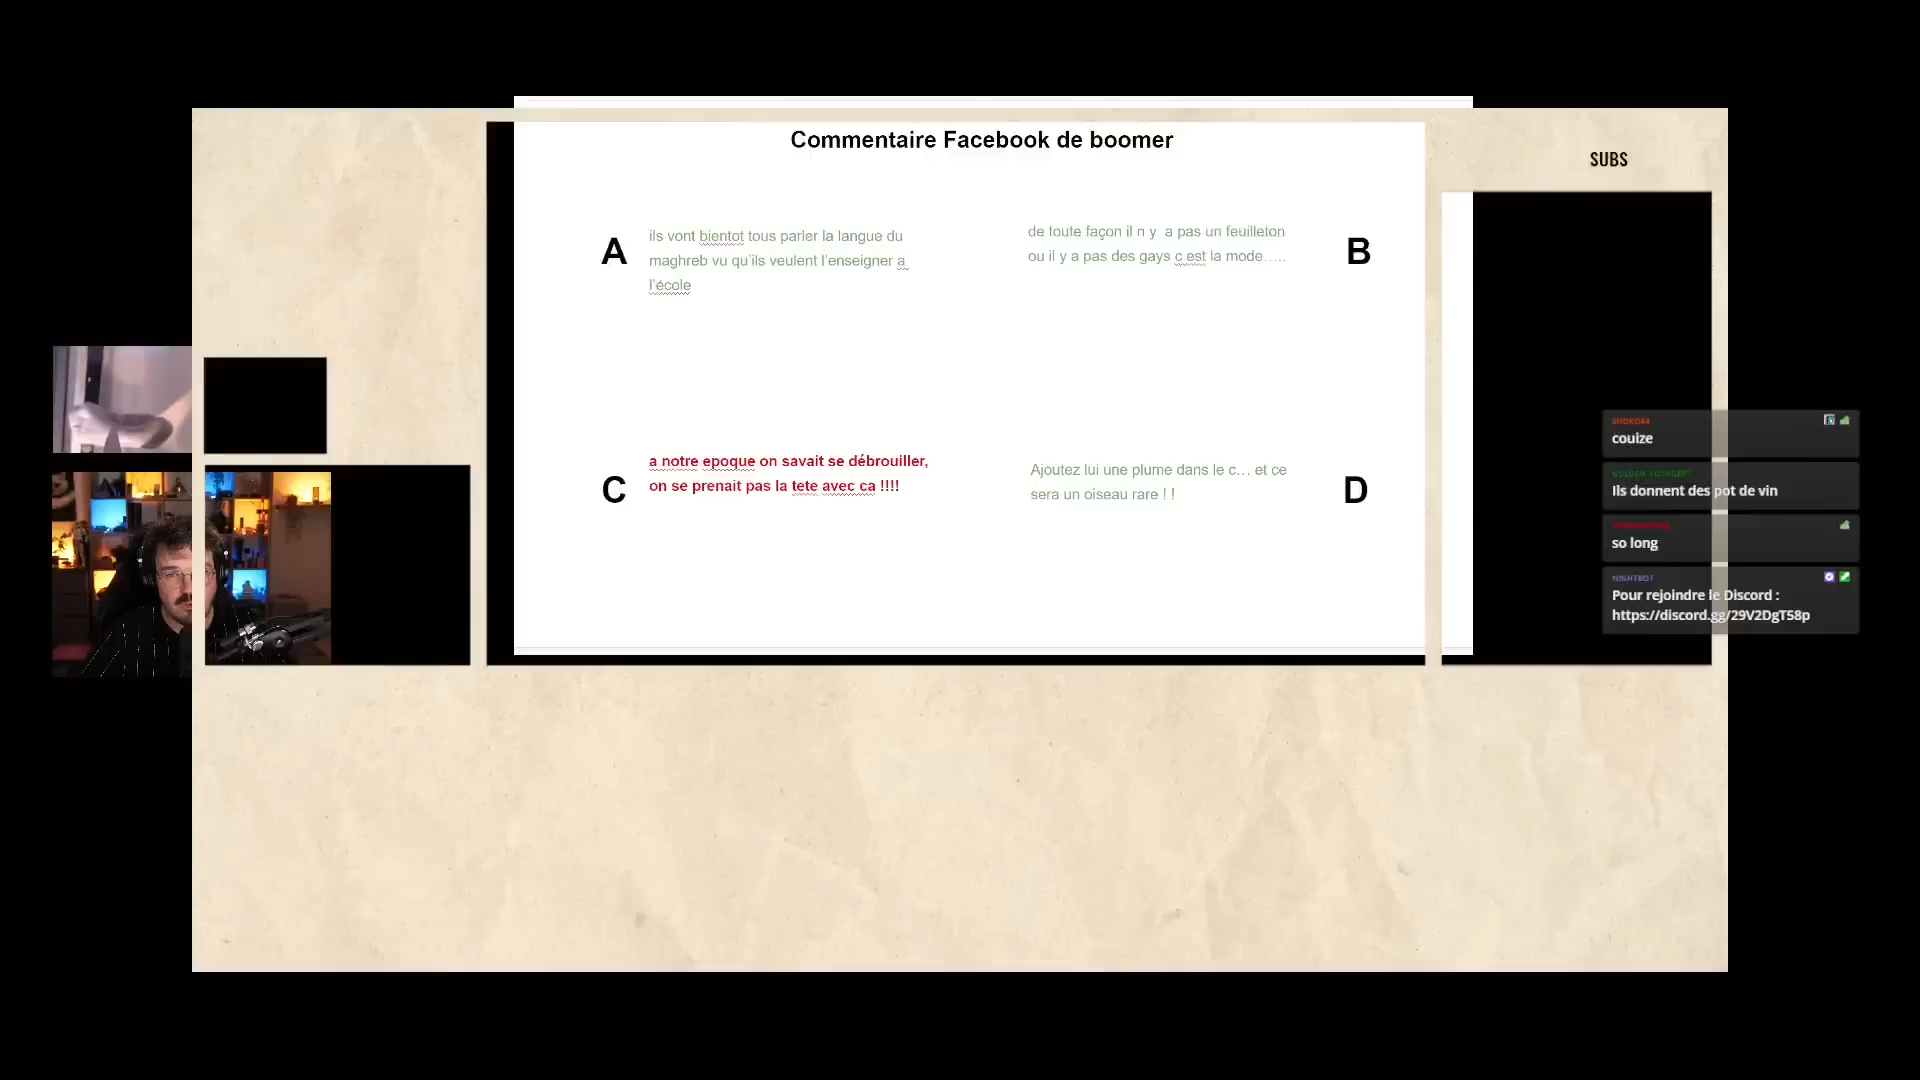 Commentaire Facebook de boomer
SUBS
A
ils vont bientot tous parler la langue du
maghreb vu qu'ils veulent l'enseigner a
l'école
de toute façon il n y  a pas un feuilleton
ou il y a pas des gays c est la mode…..
B
C
a notre epoque on savait se débrouiller,
on se prenait pas la tete avec ca !!!!
Ajoutez lui une plume dans le c… et ce
sera un oiseau rare ! !
D
SHOKO44
couize
Ils donnent des pot de vin
so long
NIGHTBOT
Pour rejoindre le Discord :
https://discord.gg/29V2DgT58p